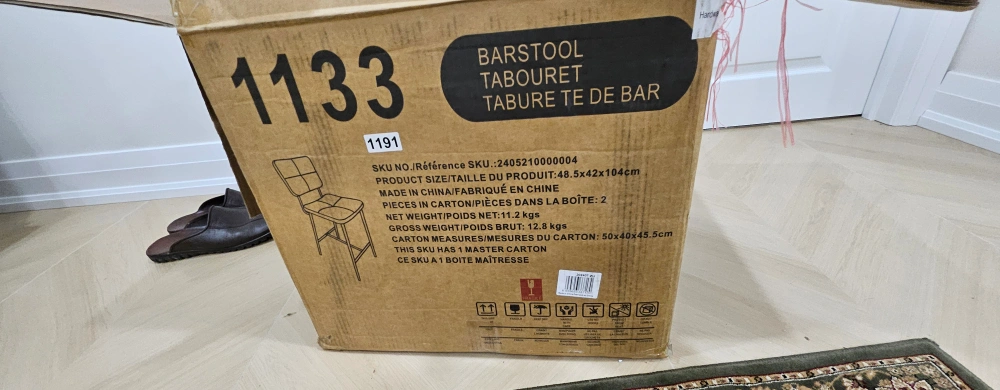 Hardw
1133
BARSTOOL
TABOURET
TABURE TE DE BAR
1191
SKU NO./Référence SKU.:2405210000004
PRODUCT SIZE/TAILLE DU PRODUIT:48.5x42x104cm
MADE IN CHINA/FABRIQUÉ EN CHINE
PIECES IN CARTON/PIÈCES DANS LA BOÎTE: 2
NET WEIGHT/POIDS NET:11.2 kgs
GROSS WEIGHT/POIDS BRUT: 12.8 kgs
CARTON MEASURES/MESURES DU CARTON: 50x40x45.5cm
THIS SKU HAS 1 MASTER CARTON
CE SKU A 1 BOITE MAÎTRESSE